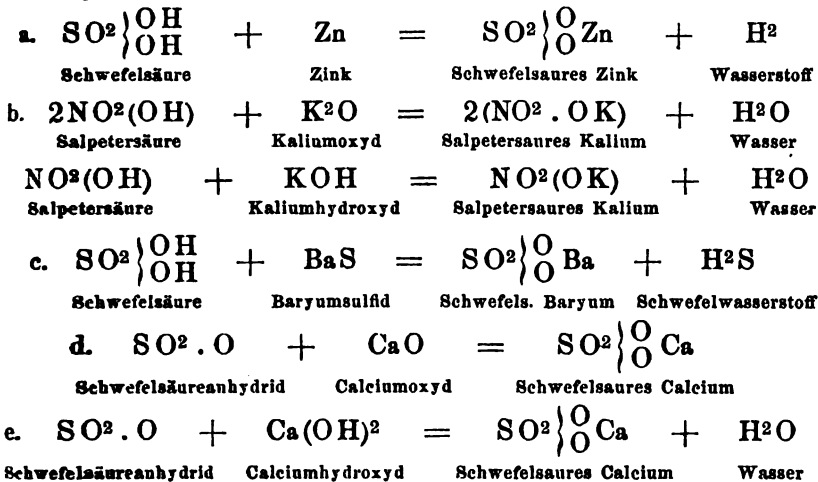 a. SO²}OH OH + Zn = SO²}O O Zn + H²
Schwefelsäure Zink Schwefelsaures Zink Wasserstoff
b. 2NO²(OH) + K²O = 2(NO² . OK) + H²O
Salpetersäure Kaliumoxyd Salpetersaures Kalium Wasser
NO²(OH) + KOH = NO²(OK) + H²O
Salpetersäure Kaliumhydroxyd Salpetersaures Kalium Wasser
c. SO²}OH OH + BaS = SO²}O O Ba + H²S
Schwefelsäure Baryumsulfid Schwefels. Baryum Schwefelwasserstoff
d. SO² . O + CaO = SO²}O O Ca
Schwefelsäureanhydrid Calciumoxyd Schwefelsaures Calcium
e. SO² . O + Ca(OH)² = SO²}O O Ca + H²O
Schwefelsäureanhydrid Calciumhydroxyd Schwefelsaures Calcium Wasser